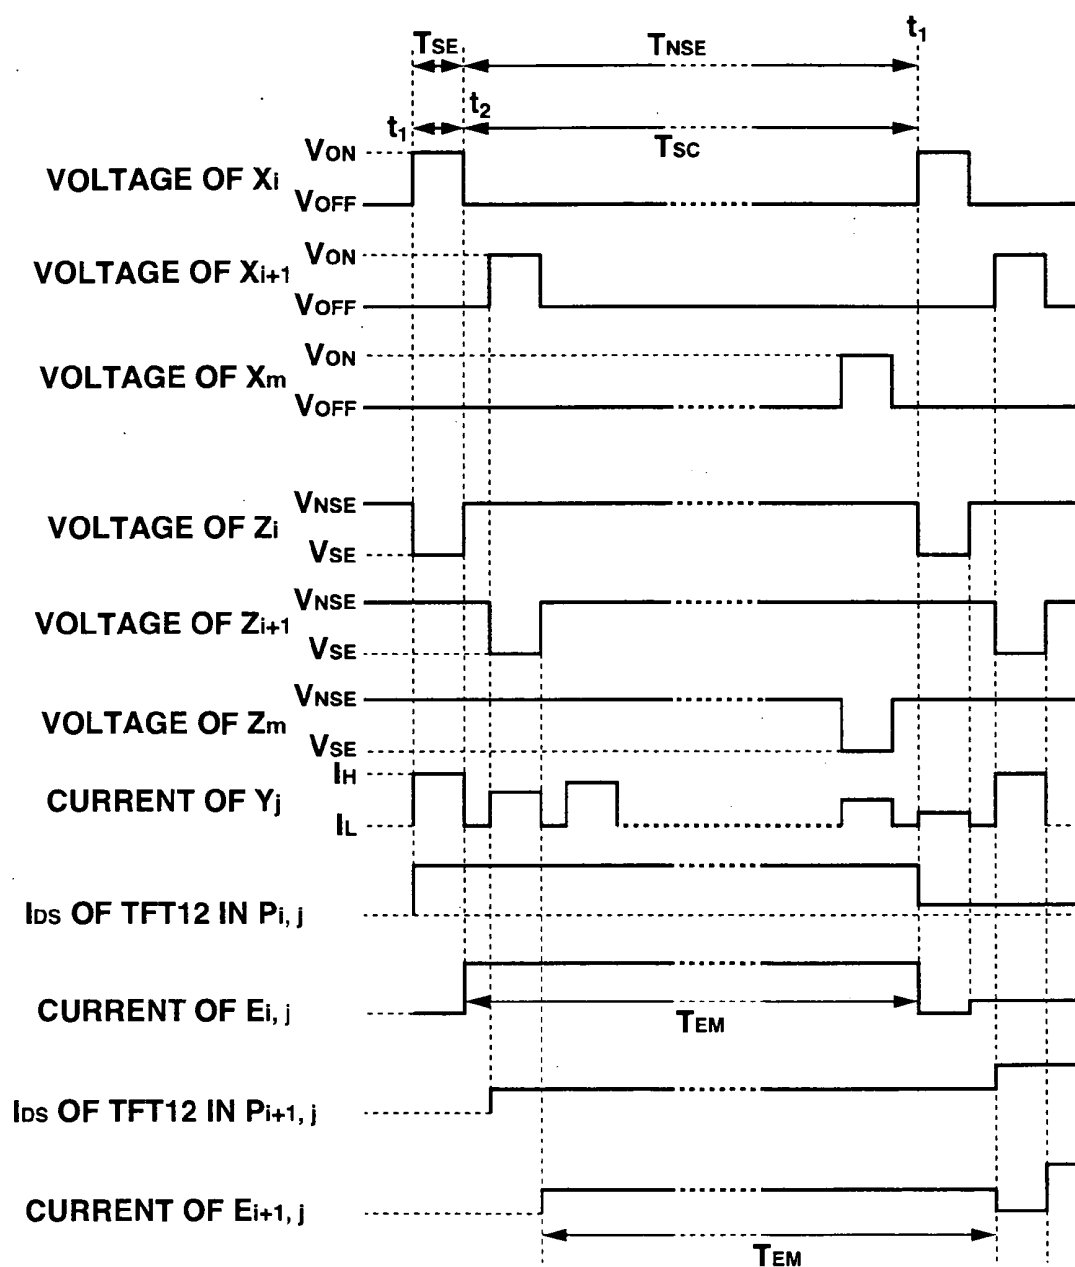 t1
TSE TNSE
t1 t2
TSC
VOLTAGE OF Xi VON VOFF
VOLTAGE OF Xi+1 VON VOFF
VOLTAGE OF Xm VON VOFF
VOLTAGE OF Zi VNSE VSE
VOLTAGE OF Zi+1 VNSE VSE
VOLTAGE OF Zm VNSE VSE
CURRENT OF Yj IH IL
IDS OF TFT12 IN Pi, j
CURRENT OF Ei, j
TEM
IDS OF TFT12 IN Pi+1, j
CURRENT OF Ei+1, j
TEM